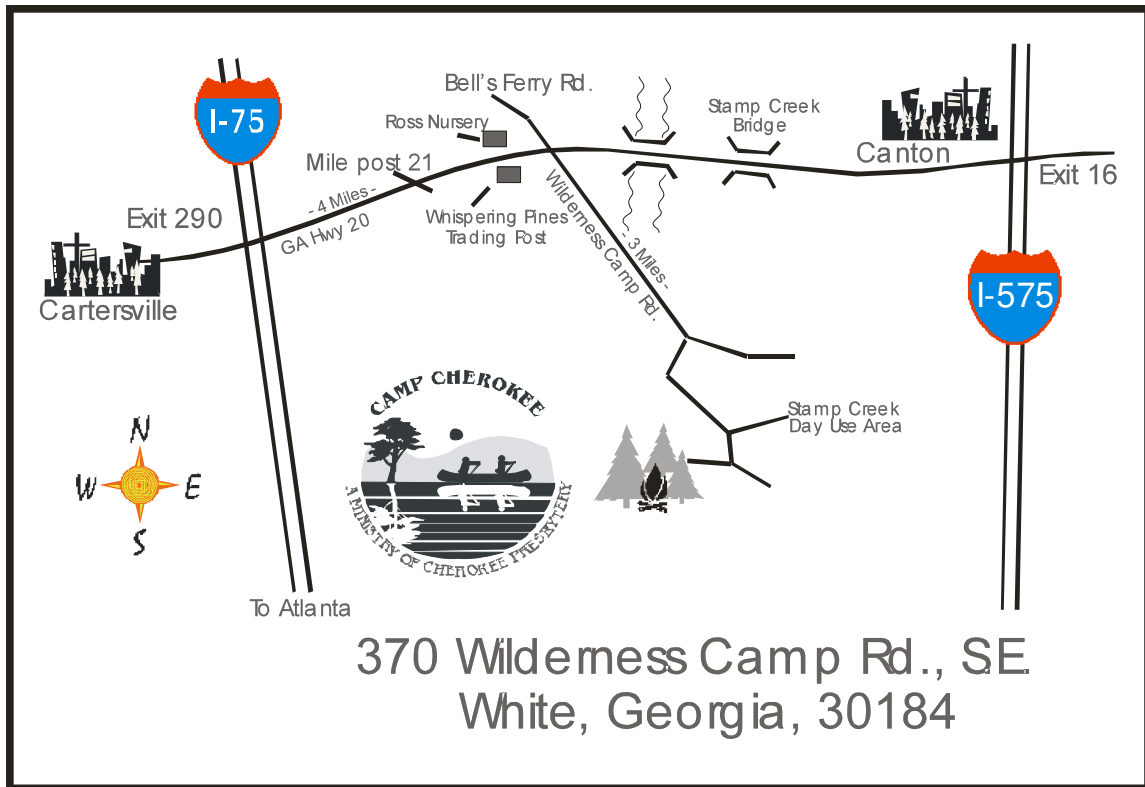 Bell's Ferry Rd.
I-75
Ross Nursery
Stamp Creek
Bridge
Canton
Mile post 21
Exit 16
- 4 Miles -
GA Hwy 20
Exit 290
Whispering Pines
Trading Post
Wilderness Camp Rd.
- 3 Miles -
Cartersville
I-575
CAMP CHEROKEE
A MINISTRY OF CHEROKEE PRESBYTERY
Stamp Creek
Day Use Area
N
W
E
S
To Atlanta
370 Wilderness Camp Rd., SE.
White, Georgia, 30184